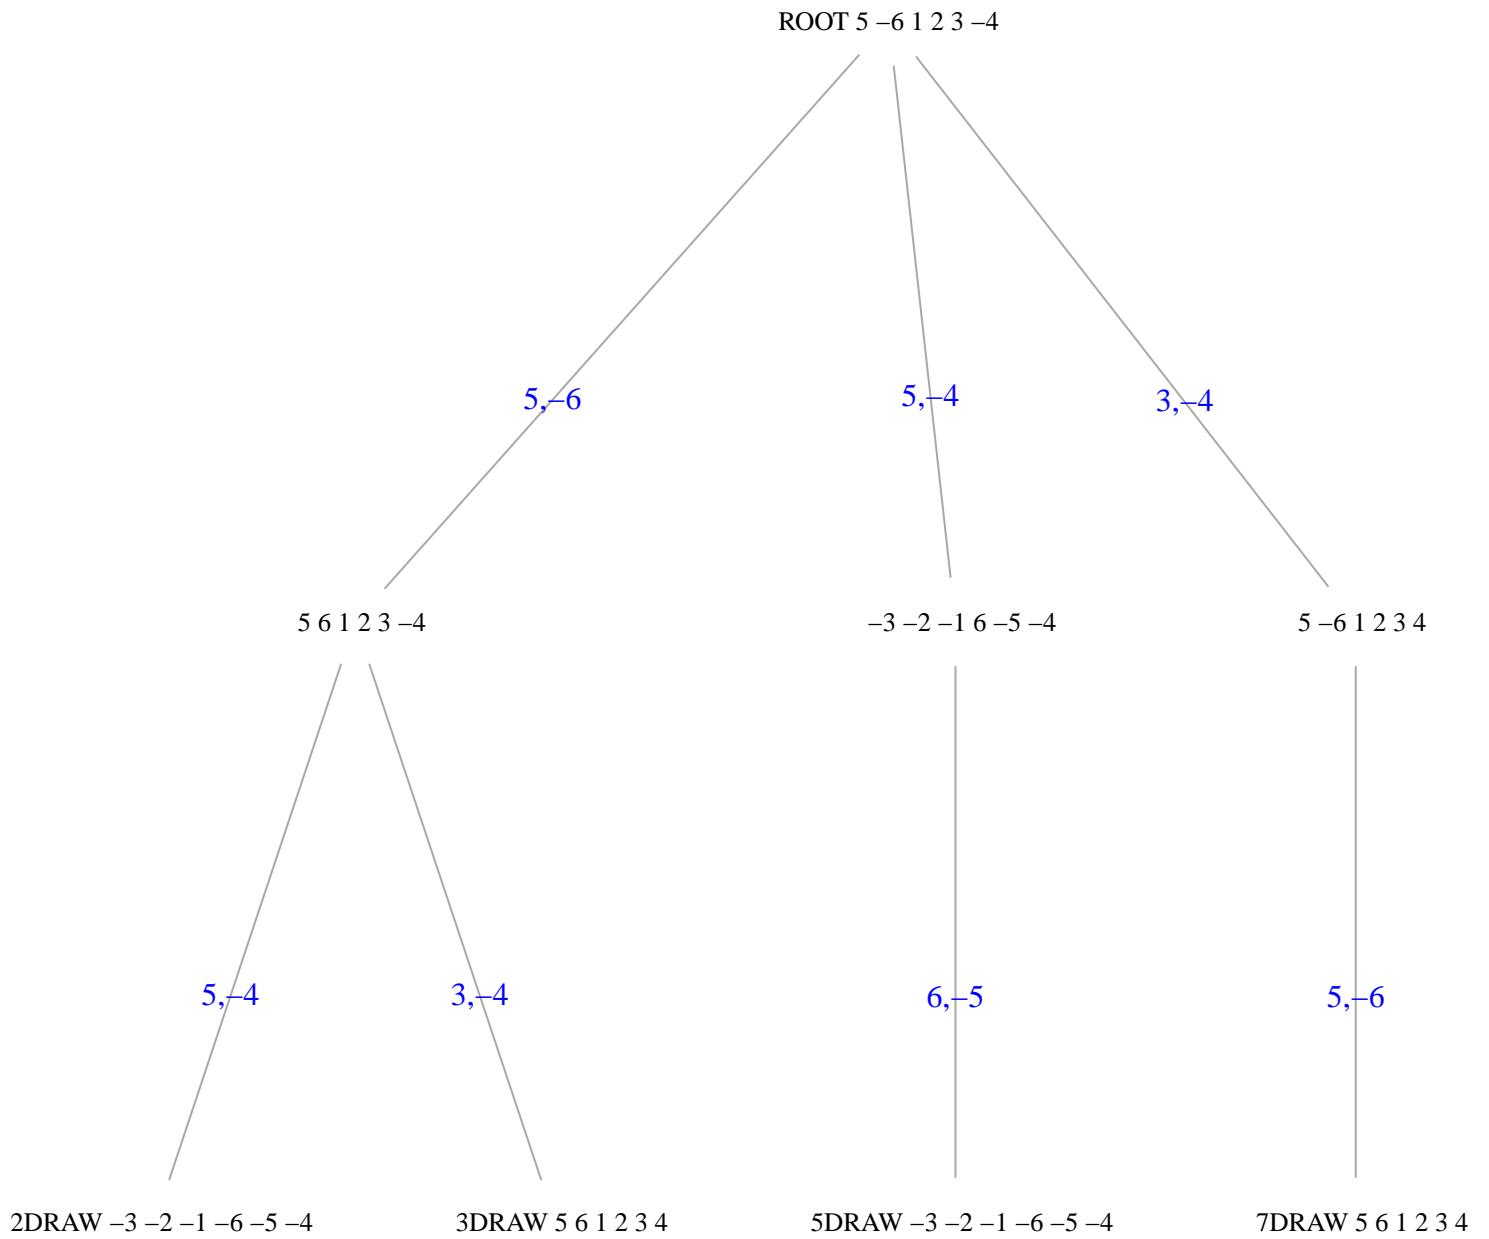 ROOT 5 –6 1 2 3 –4
5,–6
5,–4
3,–4
5 6 1 2 3 –4
–3 –2 –1 6 –5 –4
5 –6 1 2 3 4
5,–4
3,–4
6,–5
5,–6
2DRAW –3 –2 –1 –6 –5 –4
3DRAW 5 6 1 2 3 4
5DRAW –3 –2 –1 –6 –5 –4
7DRAW 5 6 1 2 3 4